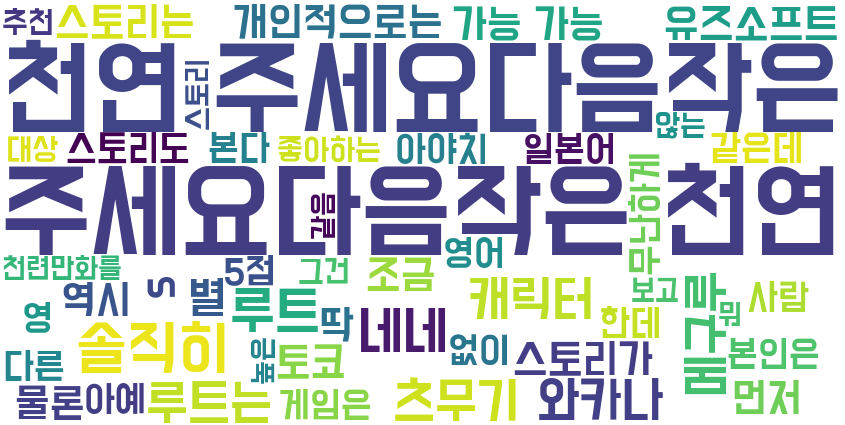 추천 스토리는 개인적으로는 가능 가능 유즈소프트
천연 스토리 주세요다음작은
않는
대상 스토리도 본다 좋아하는 아야치 일본어 같은데
주세요다음작은 천연
같음 무난하게
천련만화를 5점 그건 조금 영어
영 역시 s 별 루트 딱 네네 캐릭터 한데 보고 메구루 뭔 사람
다른 솔직히 높은 토코 없이 스토리가 본인은
물론 아예 루트는 게임은 츠무기 와카나 먼저